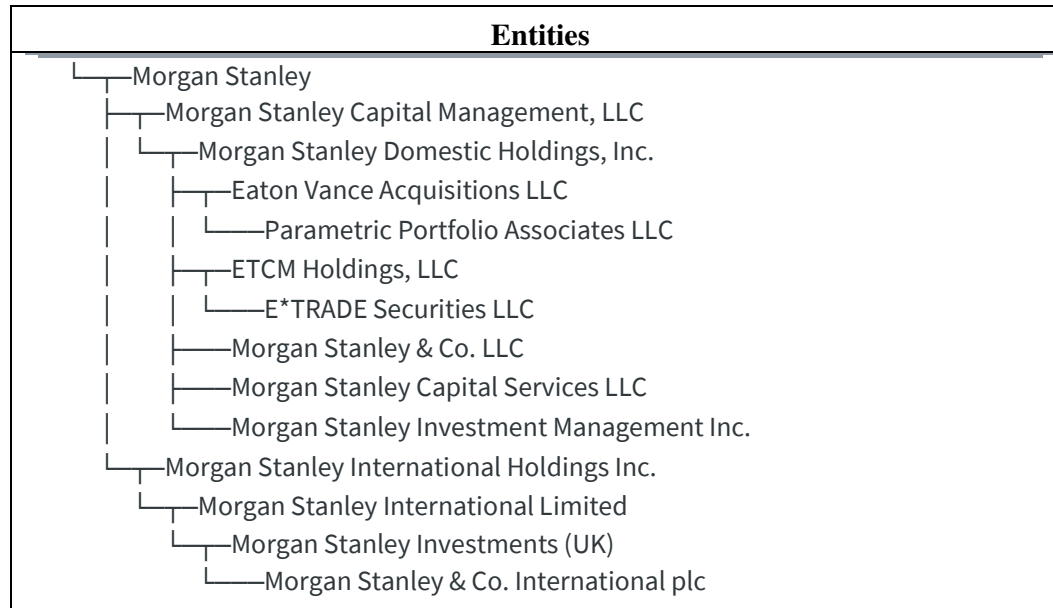 Entities
└─┬─Morgan Stanley
├─┬─Morgan Stanley Capital Management, LLC
│ └─┬─Morgan Stanley Domestic Holdings, Inc.
│ ├─┬─Eaton Vance Acquisitions LLC
│ │ └───Parametric Portfolio Associates LLC
│ ├─┬─ETCM Holdings, LLC
│ │ └───E*TRADE Securities LLC
│ ├───Morgan Stanley & Co. LLC
│ ├───Morgan Stanley Capital Services LLC
│ └───Morgan Stanley Investment Management Inc.
└─┬─Morgan Stanley International Holdings Inc.
└─┬─Morgan Stanley International Limited
└─┬─Morgan Stanley Investments (UK)
└───Morgan Stanley & Co. International plc